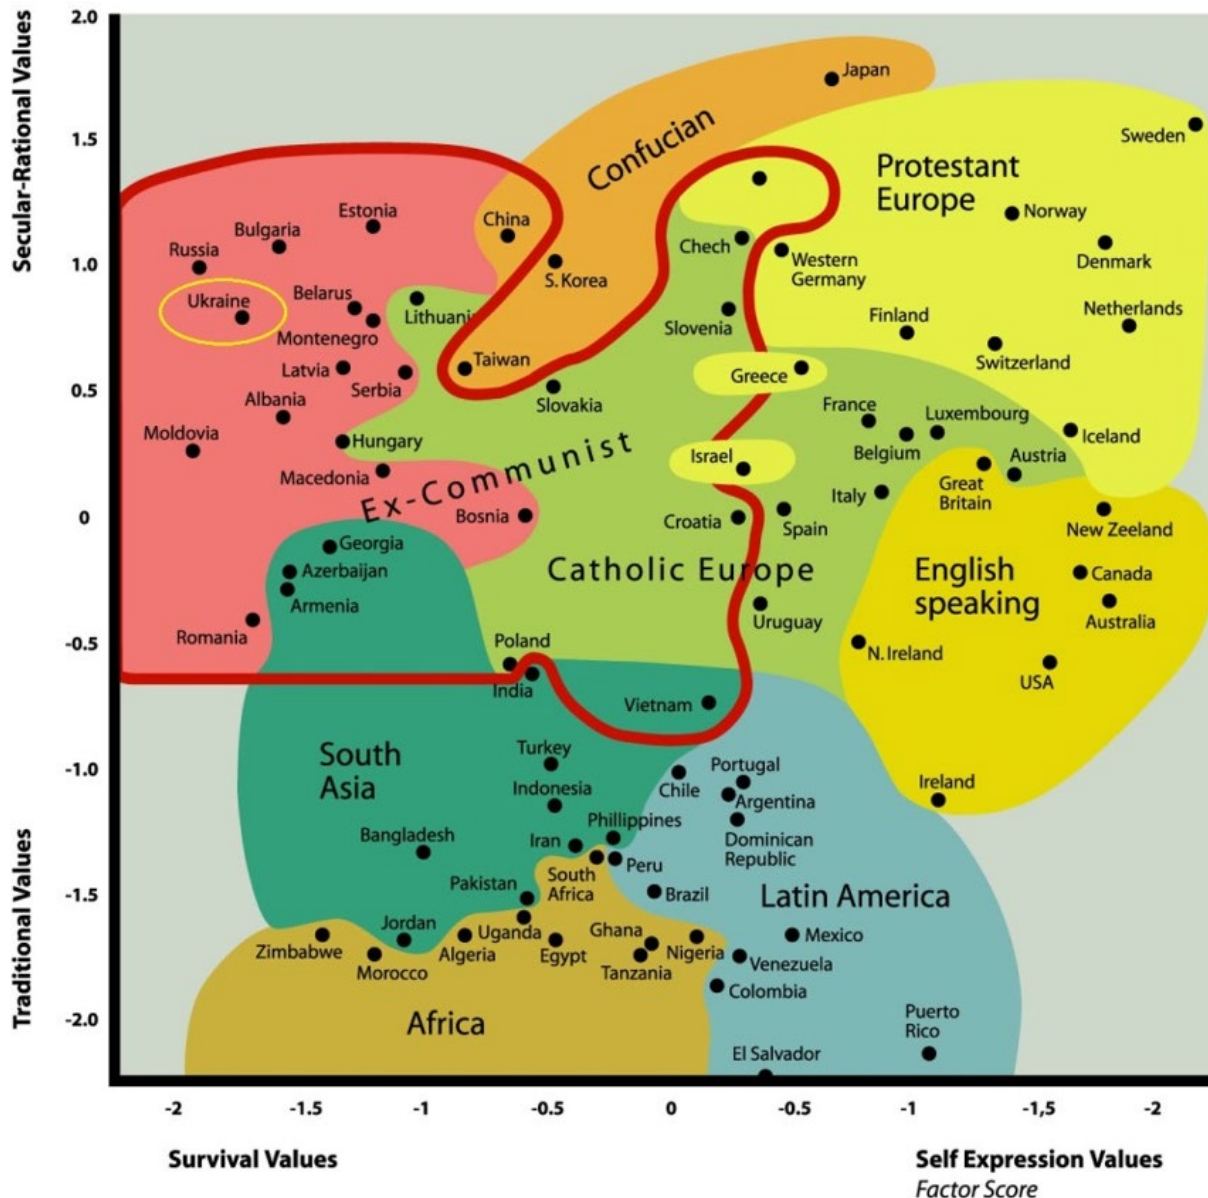 2.0
Secular-Rational Values
Japan
1.5
Confucian
Sweden
Protestant
Europe
Estonia
China
Norway
Bulgaria
Russia
Chech
1.0
S. Korea
Western
Germany
Denmark
Ukraine
Belarus
Lithuani
Montenegro
Slovenia
Finland
Netherlands
Latvia
Serbia
Taiwan
Greece
Switzerland
0.5
Albania
Slovakia
France
Luxembourg
Moldovia
Hungary
Belgium
Austria
Iceland
Macedonia
Ex-Communist
Israel
Italy
Great
Britain
0
Bosnia
Croatia
Spain
New Zeeland
Georgia
Azerbaijan
Armenia
Catholic Europe
English
speaking
Canada
Australia
Romania
Uruguay
-0.5
Poland
N. Ireland
India
USA
Vietnam
South
Asia
Turkey
-1.0
Indonesia
Chile
Portugal
Argentina
Ireland
Bangladesh
Iran
Phillippines
Dominican
Republic
Traditional Values
Pakistan
South
Africa
Peru
-1.5
Brazil
Latin America
Jordan
Uganda
Ghana
Zimbabwe
Morocco
Algeria
Egypt
Tanzania
Nigeria
Mexico
Venezuela
Colombia
-2.0
Africa
Puerto
Rico
El Salvador
-2 -1.5 -1 -0.5 0 -0.5 -1 -1,5 -2
Survival Values
Self Expression Values
Factor Score